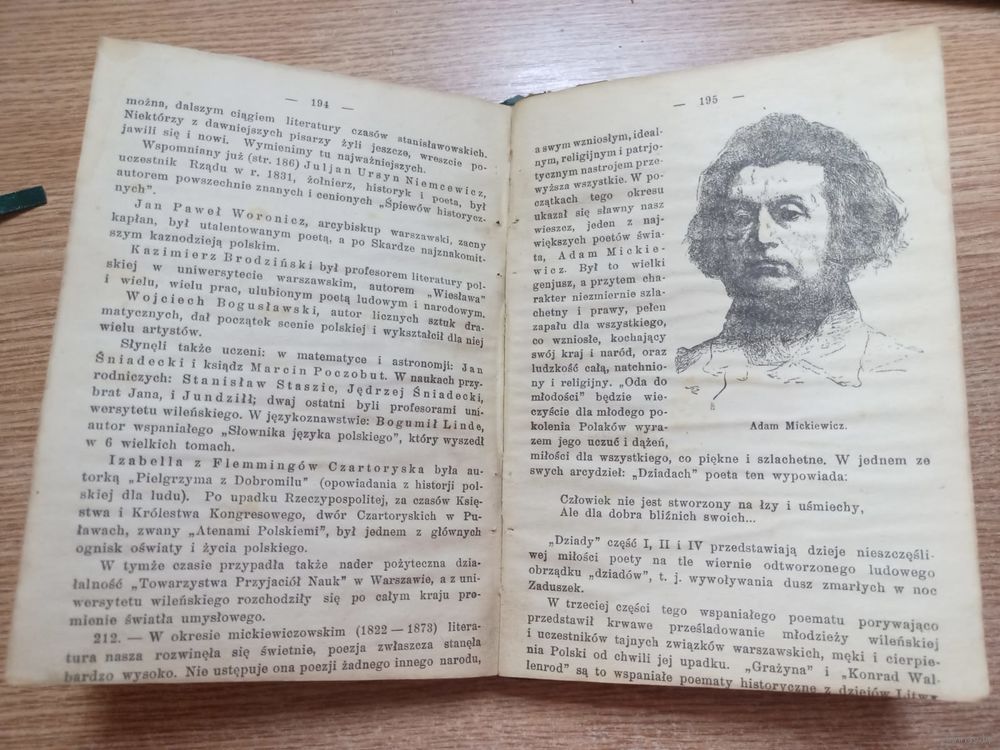 — 194 —
można, dalszym ciągiem literatury czasów stanisławowskich.
Niektórzy z dawniejszych pisarzy żyli jeszcze, wreszcie po-
jawili się i nowi. Wymienimy tu najważniejszych.
Wspomniany już (str. 186) Juljan Ursyn Niemcewicz,
uczestnik Rządu w r. 1831, żołnierz, historyk i poeta, był
autorem powszechnie znanych i cenionych „Śpiewów historycz-
nych".
Jan Paweł Woronicz, arcybiskup warszawski, zacny
kapłan, był utalentowanym poetą, a po Skardze najznakomit-
szym kaznodzieją polskim.
Kazimierz Brodziński był profesorem literatury pol-
skiej w uniwersytecie warszawskim, autorem „Wiesława"
i wielu, wielu prac, ulubionym poetą ludowym i narodowym.
Wojciech Bogusławski, autor licznych sztuk dra-
matycznych, dał początek scenie polskiej i wykształcił dla niej
wielu artystów.
Słynęli także uczeni: w matematyce i astronomji: Jan
Śniadecki i ksiądz Marcin Poczobut. W naukach przy-
rodniczych: Stanisław Staszic, Jędrzej Śniadecki,
brat Jana, i Jundziłł; dwaj ostatni byli profesorami uni-
wersytetu wileńskiego. W językoznawstwie: Bogumił Linde,
autor wspaniałego „Słownika języka polskiego", który wyszedł
w 6 wielkich tomach.
Izabella z Flemmingów Czartoryska była au-
torką „Pielgrzyma z Dobromilu" (opowiadania z historji pol-
skiej dla ludu). Po upadku Rzeczypospolitej, za czasów Księ-
stwa i Królestwa Kongresowego, dwór Czartoryskich w Pu-
ławach, zwany „Atenami Polskiemi", był jednem z głównych
ognisk oświaty i życia polskiego.
W tymże czasie przypadła także nader pożyteczna dzia-
łalność „Towarzystwa Przyjaciół Nauk" w Warszawie, a z uni-
wersytetu wileńskiego rozchodziły się po całym kraju pro-
mienie światła umysłowego.
212. — W okresie mickiewiczowskim (1822 — 1873) litera-
tura nasza rozwinęła się świetnie, poezja zwłaszcza stanęła
bardzo wysoko. Nie ustępuje ona poezji żadnego innego narodu,
— 195 —
a swym wzniosłym, ideal-
nym, religijnym i patrjo-
tycznym nastrojem prze-
wyższa wszystkie. W po-
czątkach tego okresu
ukazał się sławny nasz
wieszcz, jeden z naj-
większych poetów świa-
ta, Adam Mickie-
wicz. Był to wielki
genjusz, a przytem cha-
rakter niezmiernie szla-
chetny i prawy, pełen
zapału dla wszystkiego,
co wzniosłe, kochający
swój kraj i naród, oraz
ludzkość całą, natchnio-
ny i religijny. „Oda do
młodości" będzie wie-
czyście dla młodego po-
kolenia Polaków wyra-
zem jego uczuć i dążeń,
Adam Mickiewicz.
miłości dla wszystkiego, co piękne i szlachetne. W jednem ze
swych arcydzieł: „Dziadach" poeta ten wypowiada:
Człowiek nie jest stworzony na łzy i uśmiechy,
Ale dla dobra bliźnich swoich...
„Dziady" część I, II i IV przedstawiają dzieje nieszczęśli-
wej miłości poety na tle wiernie odtworzonego ludowego
obrządku „dziadów", t. j. wywoływania dusz zmarłych w noc
Zaduszek.
W trzeciej części tego wspaniałego poematu porywająco
przedstawił krwawe prześladowanie młodzieży wileńskiej
i uczestników tajnych związków warszawskich, męki i cierpie-
nia Polski od chwili jej upadku. „Grażyna" i „Konrad Wal-
lenrod" są to wspaniałe poematy historyczne z dziejów Litwy